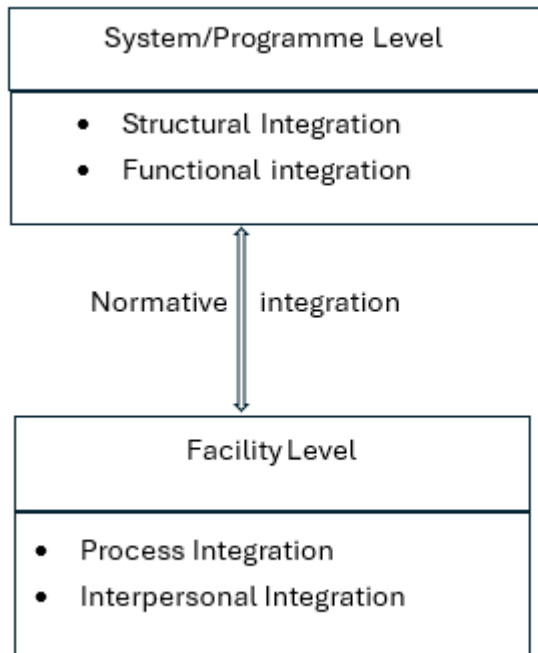 System/Programme Level
• Structural Integration
• Functional integration
Normative integration
Facility Level
• Process Integration
• Interpersonal Integration